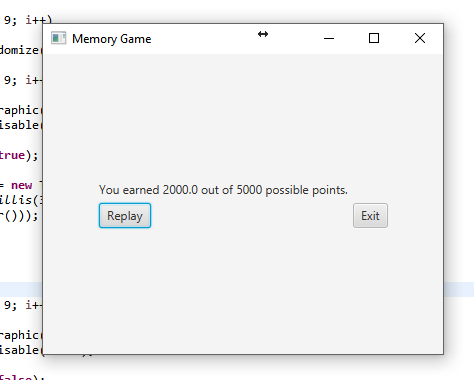 9; i++)
Memory Game
domize
9; i+
raphic
isable
true);
You earned 2000.0 out of 5000 possible points.
= new
illis(
Replay
Exit
r()));
9; i+
raphic
isable(
false);